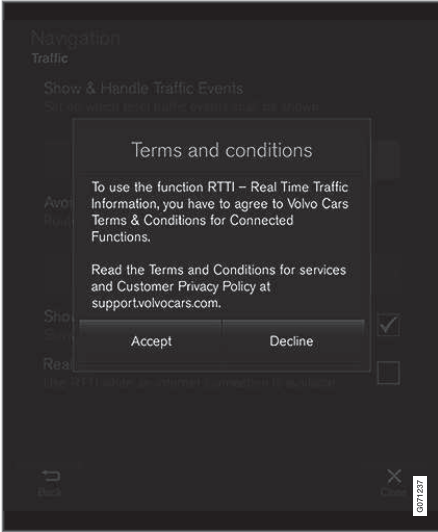 Navigation
Traffic
Show & Handle Traffic Events
Terms and conditions
To use the function RTTI – Real Time Traffic
Information, you have to agree to Volvo Cars
Terms & Conditions for Connected
Functions.
Read the Terms and Conditions for services
and Customer Privacy Policy at
support.volvocars.com.
Accept
Decline
Back
G071237